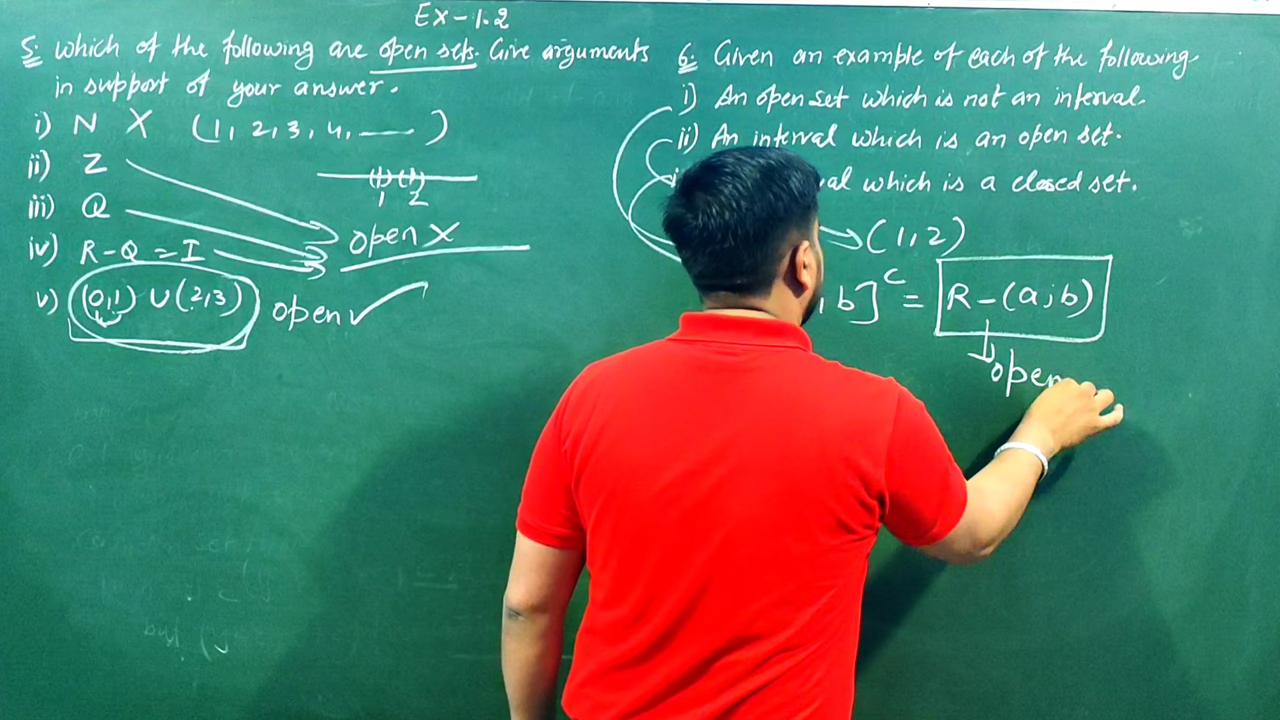 Ex-1.2
5. which of the following are open sets. Give arguments
in support of your answer.
i) N X (1, 2, 3, 4, — )
ii) Z
1 2
iii) Q
open X
iv) R-Q = I
v) (0,1) ∪ (2,3) open ✓
6. Given an example of each of the following.
i) An open set which is not an interval.
ii) An interval which is an open set.
which is a closed set.
(1,2)
, b]ᶜ = R - (a,b)
open